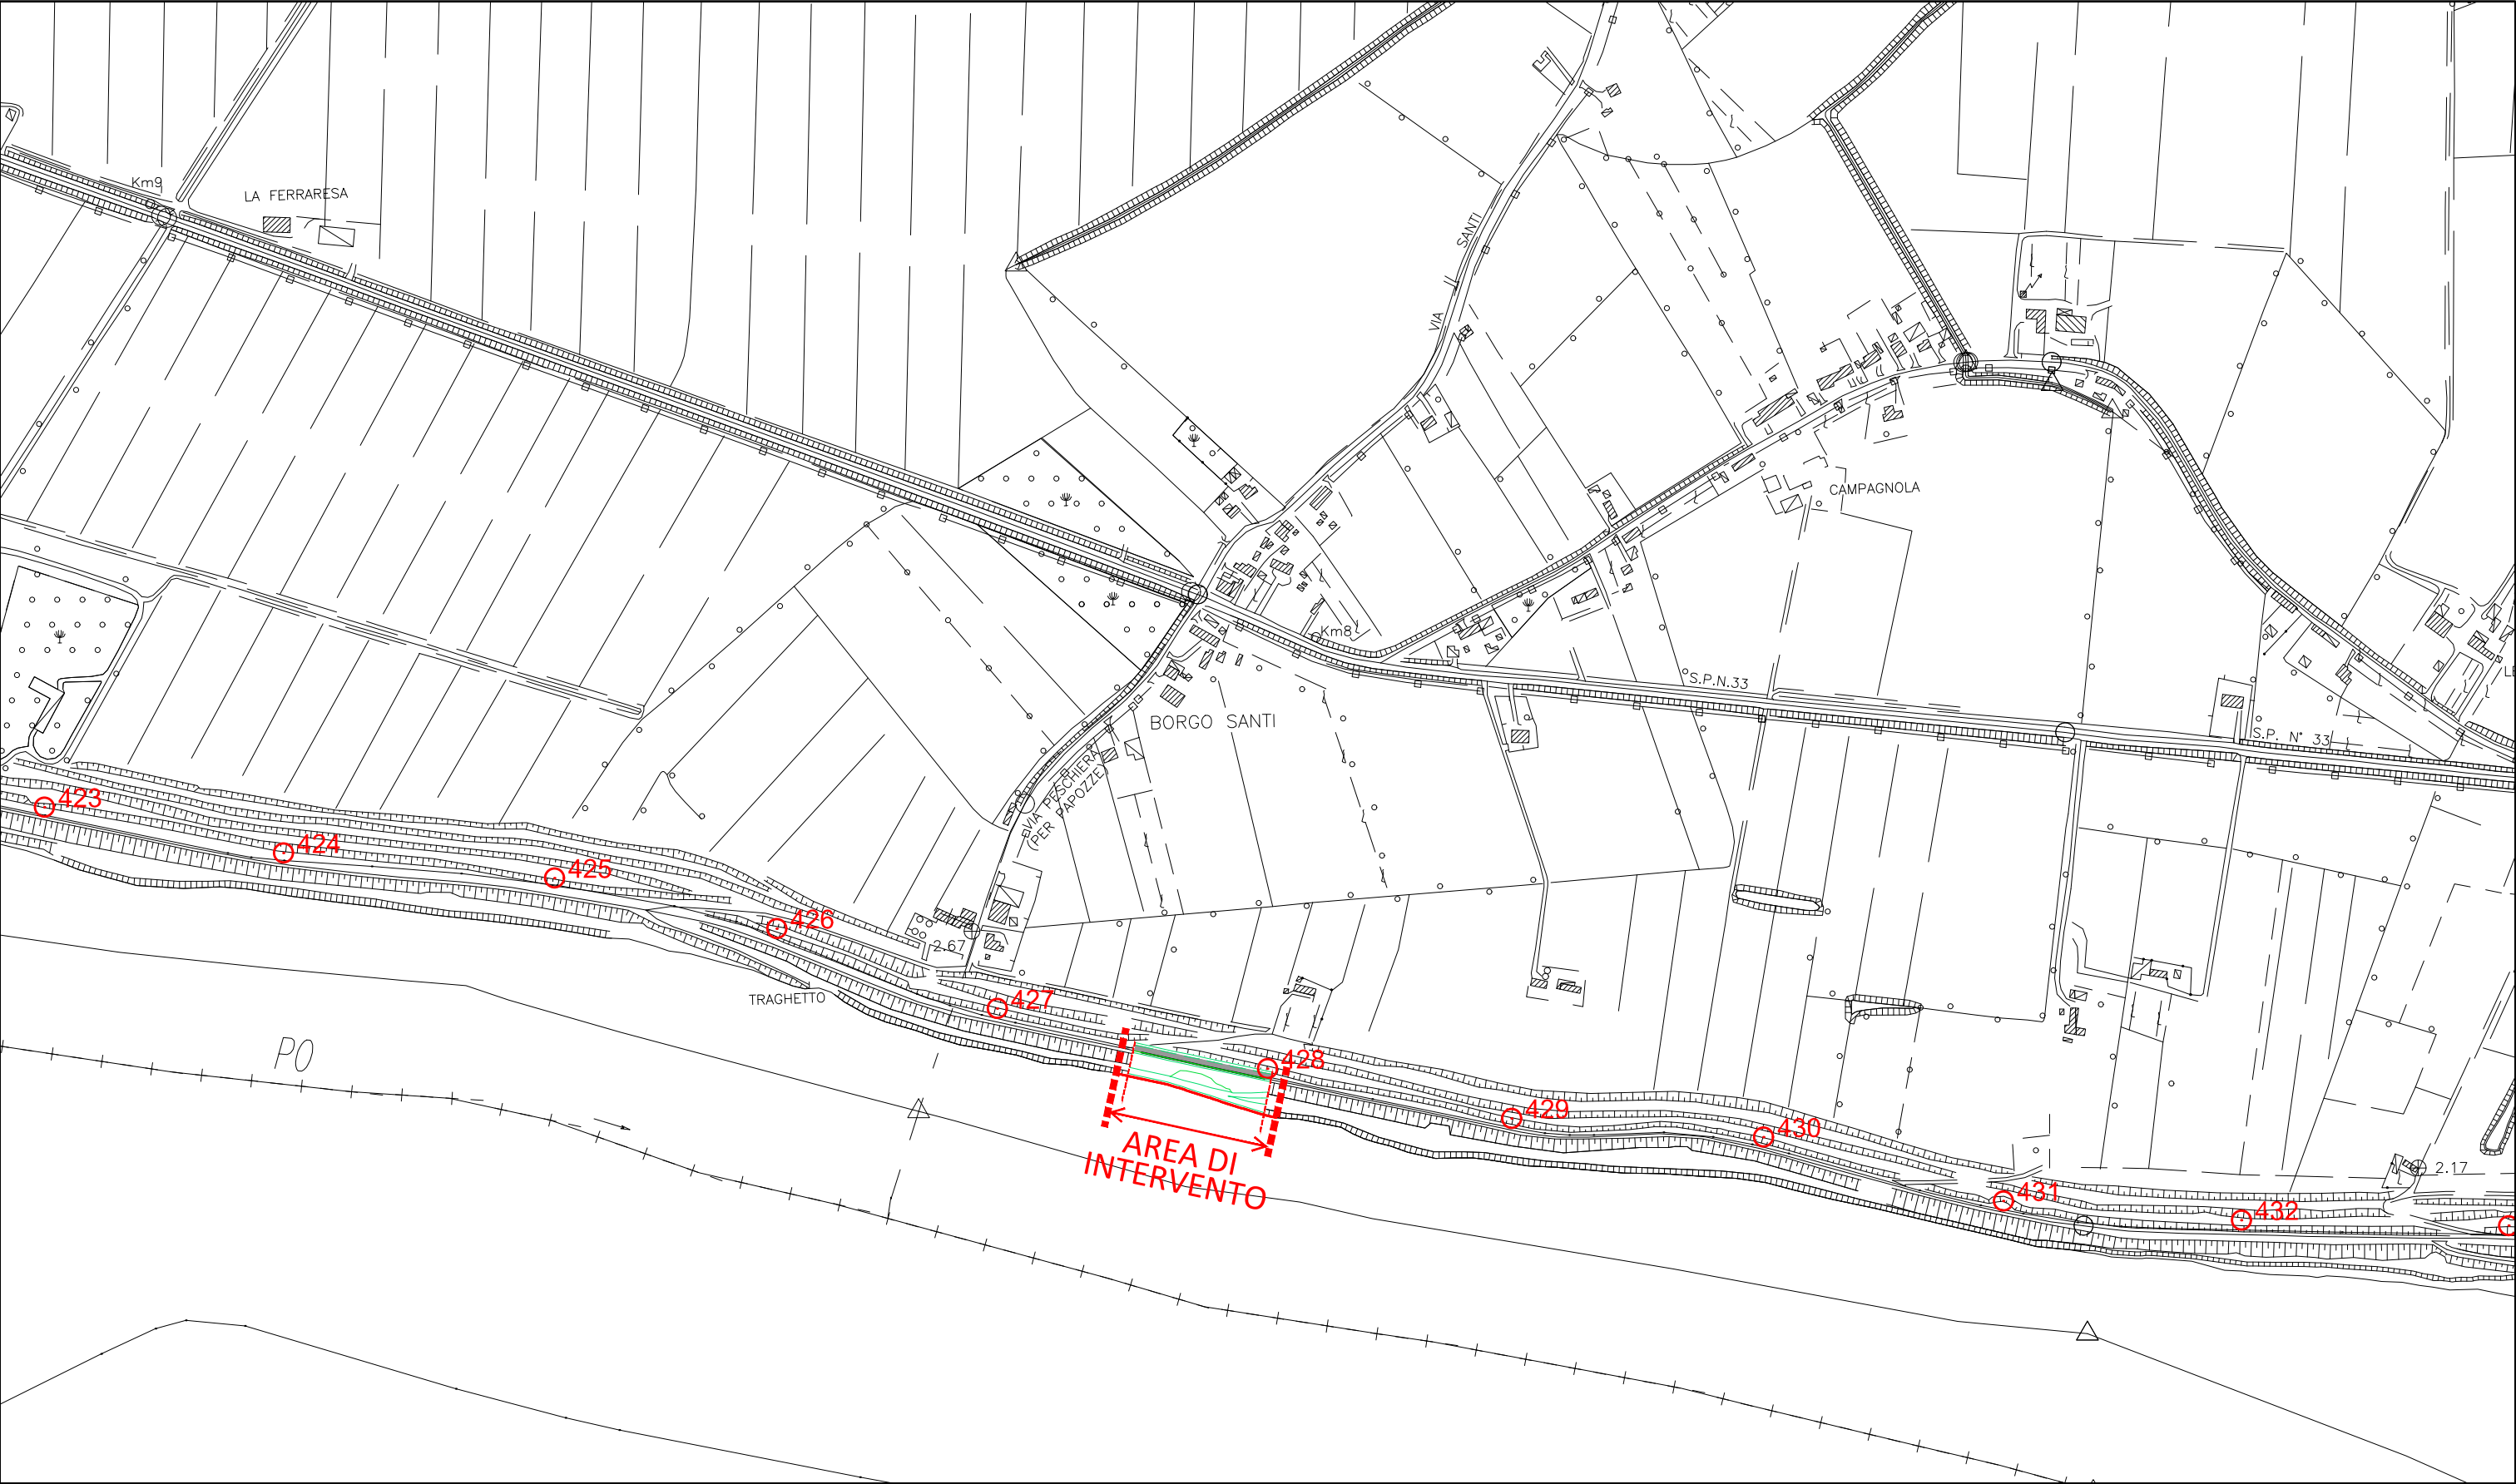 Km9
LA FERRARESA
VIA SANTI
CAMPAGNOLA
Km8
S.P.N.33
BORGO SANTI
S.P. N° 33
LE
VIA PESCHIERA
(PER PAPOZZE)
423
424
425
426
2.67
427
TRAGHETTO
PO
428
AREA DI
INTERVENTO
429
430
431
2.17
432